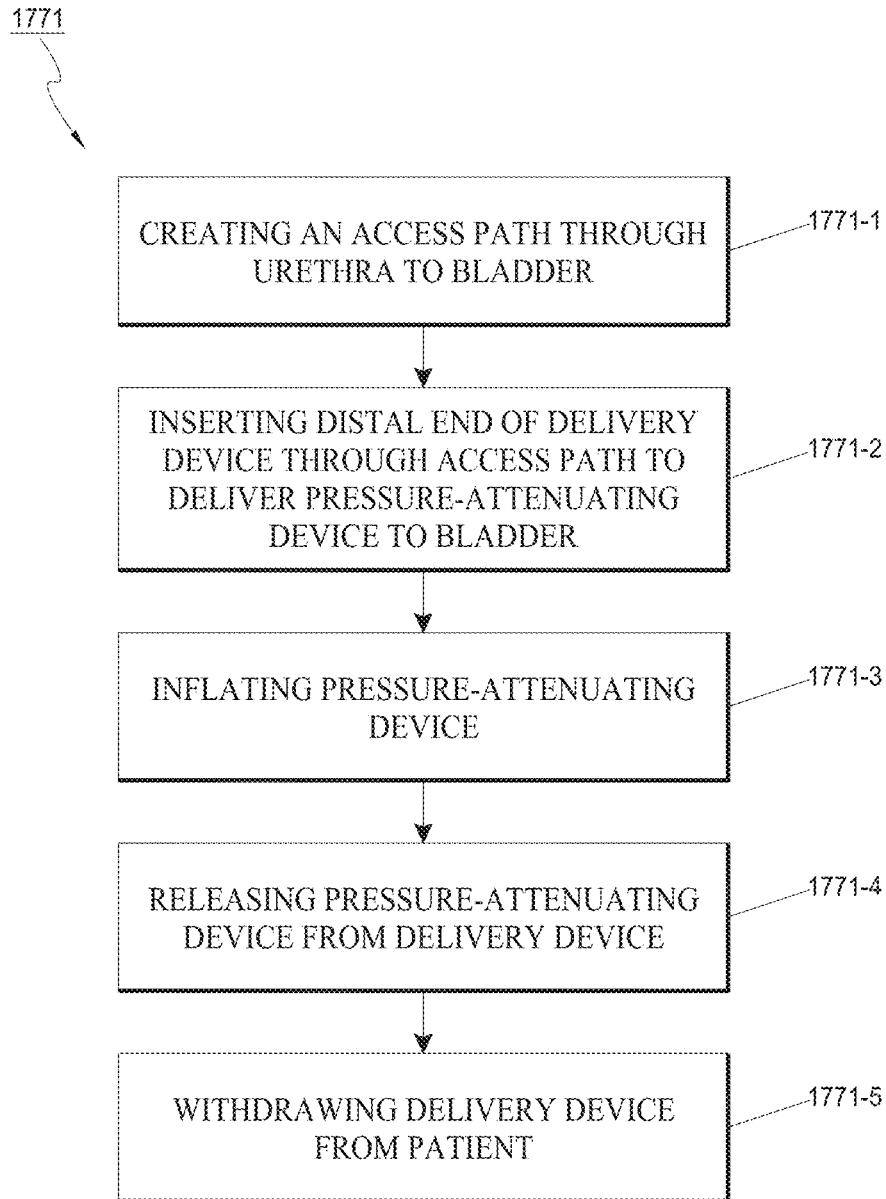 1771
CREATING AN ACCESS PATH THROUGH
URETHRA TO BLADDER
1771-1
INSERTING DISTAL END OF DELIVERY
DEVICE THROUGH ACCESS PATH TO
DELIVER PRESSURE-ATTENUATING
DEVICE TO BLADDER
1771-2
INFLATING PRESSURE-ATTENUATING
DEVICE
1771-3
RELEASING PRESSURE-ATTENUATING
DEVICE FROM DELIVERY DEVICE
1771-4
WITHDRAWING DELIVERY DEVICE
FROM PATIENT
1771-5